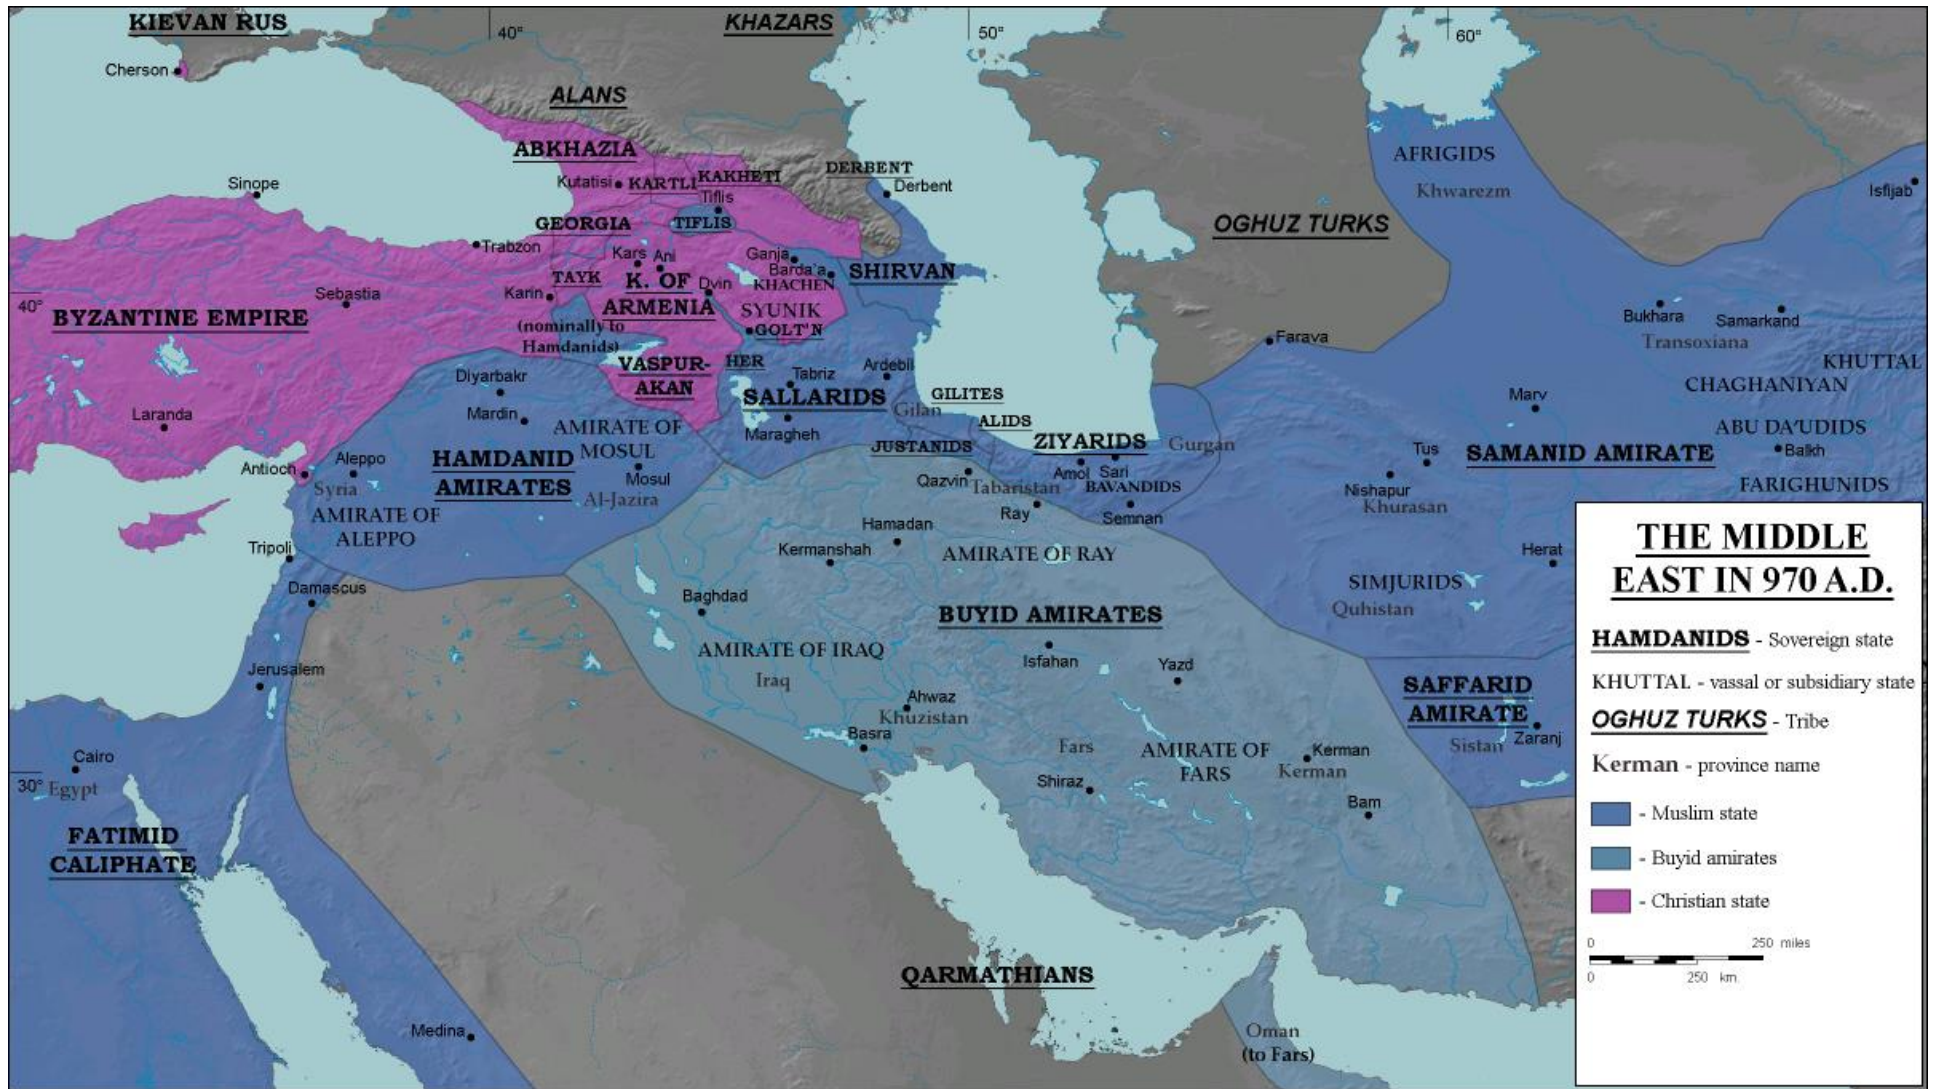 KIEVAN RUS
KHAZARS
40°
50°
60°
Cherson
ALANS
ABKHAZIA
AFRIGIDS
Khwarezm
DERBENT
Derbent
Isfijab
Sinope
Kutatisi
KARTLI
KAKHETI
Tiflis
TIFLIS
GEORGIA
OGHUZ TURKS
Trabzon
Kars
Ani
Ganja
Barda'a
SHIRVAN
TAYK
K. OF
ARMENIA
Dvin
KHACHEN
Karin
Sebastia
40°
BYZANTINE EMPIRE
SYUNIK
GOLT'N
(nominally to
Hamdanids)
Farava
Bukhara
Samarkand
Transoxiana
KHUTTAL
CHAGHANIYAN
VASPUR-
AKAN
HER
Tabriz
Ardebil
SALLARIDS
Maragheh
Gilan
GILITES
ALIDS
Diyarbakr
Mardin
Laranda
Marv
ABU DA'UDIDS
Balkh
FARIGHUNIDS
AMIRATE OF
MOSUL
Mosul
Al-Jazira
HAMDANID
AMIRATES
JUSTANIDS
ZIYARIDS
Gurgan
Tus
SAMANID AMIRATE
Nishapur
Khurasan
Antioch
Aleppo
Syria
AMIRATE OF
ALEPPO
Qazvin
Tabaristan
Amol
Sari
BAVANDIDS
Ray
Semnan
Tripoli
Damascus
Hamadan
Kermanshah
AMIRATE OF RAY
Herat
SIMJURIDS
Quhistan
Baghdad
BUYID AMIRATES
AMIRATE OF IRAQ
Iraq
Isfahan
Yazd
Jerusalem
Ahwaz
Khuzistan
Basra
SAFFARID
AMIRATE
Sistan
Zaranj
Cairo
30°
Egypt
Fars
Shiraz
AMIRATE OF
FARS
Kerman
Kerman
Bam
FATIMID
CALIPHATE
QARMATHIANS
Medina
Oman
(to Fars)
THE MIDDLE
EAST IN 970 A.D.
HAMDANIDS - Sovereign state
KHUTTAL - vassal or subsidiary state
OGHUZ TURKS - Tribe
Kerman - province name
- Muslim state
- Buyid amirates
- Christian state
0 250 miles
0 250 km.